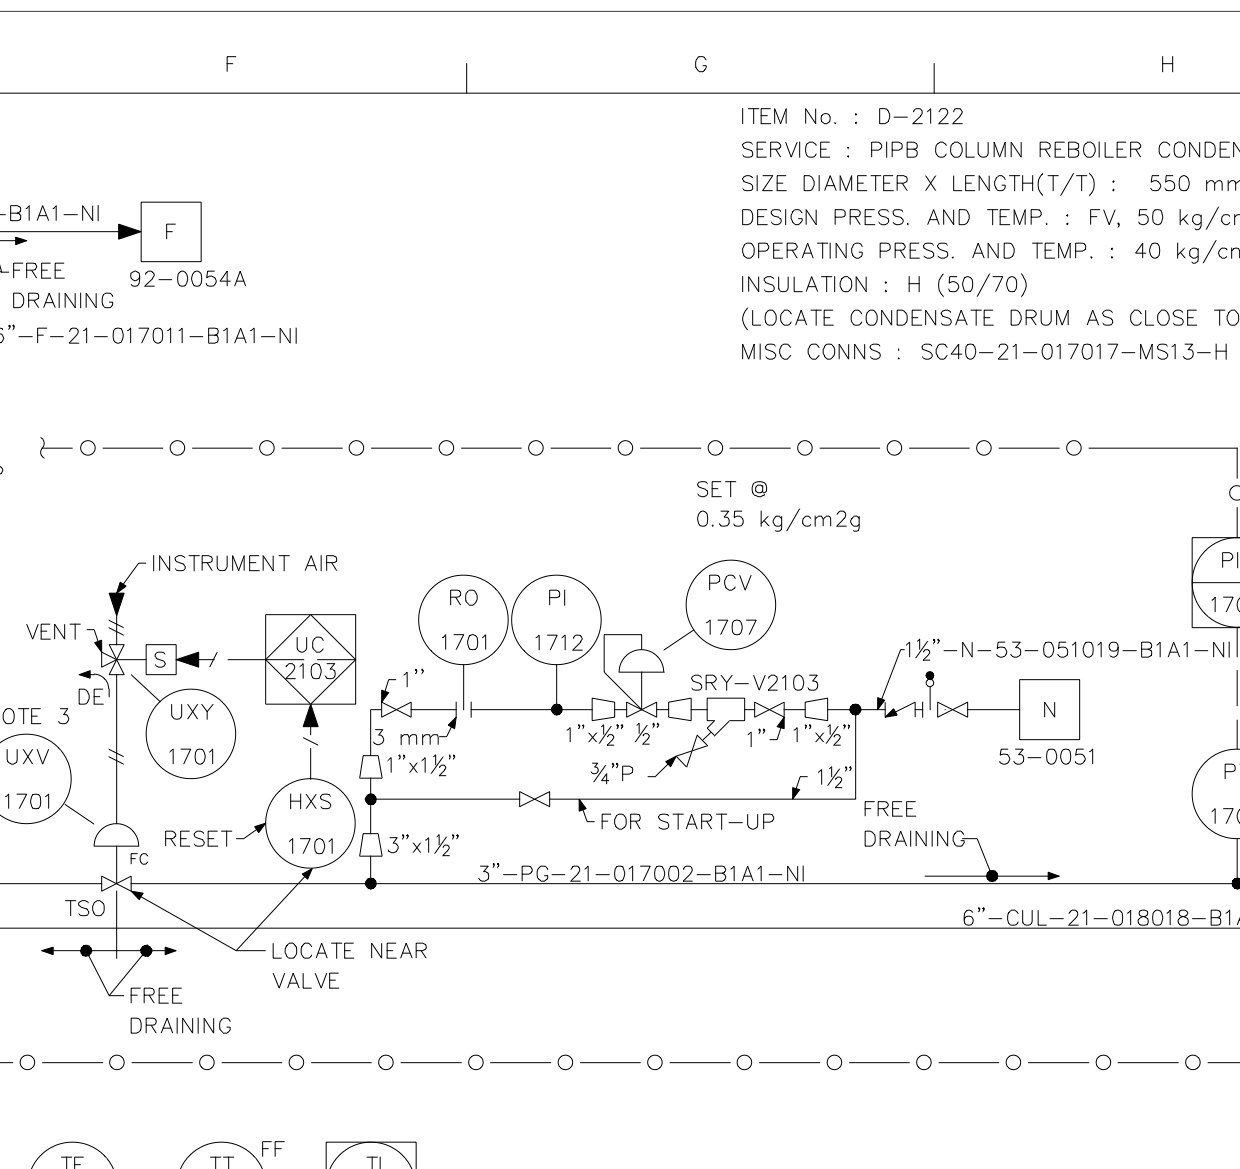 F
G
H
ITEM No. : D-2122
SERVICE : PIPB COLUMN REBOILER CONDEN
SIZE DIAMETER X LENGTH(T/T) : 550 mm
DESIGN PRESS. AND TEMP. : FV, 50 kg/cm
OPERATING PRESS. AND TEMP. : 40 kg/cm
INSULATION : H (50/70)
(LOCATE CONDENSATE DRUM AS CLOSE TO
MISC CONNS : SC40-21-017017-MS13-H
-B1A1-NI
F
92-0054A
FREE
DRAINING
6"-F-21-017011-B1A1-NI
SET @
0.35 kg/cm2g
INSTRUMENT AIR
VENT
S
DE
UC
2103
RO
1701
PI
1712
PCV
1707
PI
170
1½"-N-53-051019-B1A1-NI
SRY-V2103
1"
3 mm
1"x½"
½"
1"
1"x½"
H
N
53-0051
OTE 3
UXV
1701
UXY
1701
1"x1½"
¾"P
1½"
HXS
1701
RESET
FOR START-UP
FREE
DRAINING
170
FC
3"x1½"
3"-PG-21-017002-B1A1-NI
TSO
6"-CUL-21-018018-B1A
LOCATE NEAR
VALVE
FREE
DRAINING
TE
TT
FF
TI